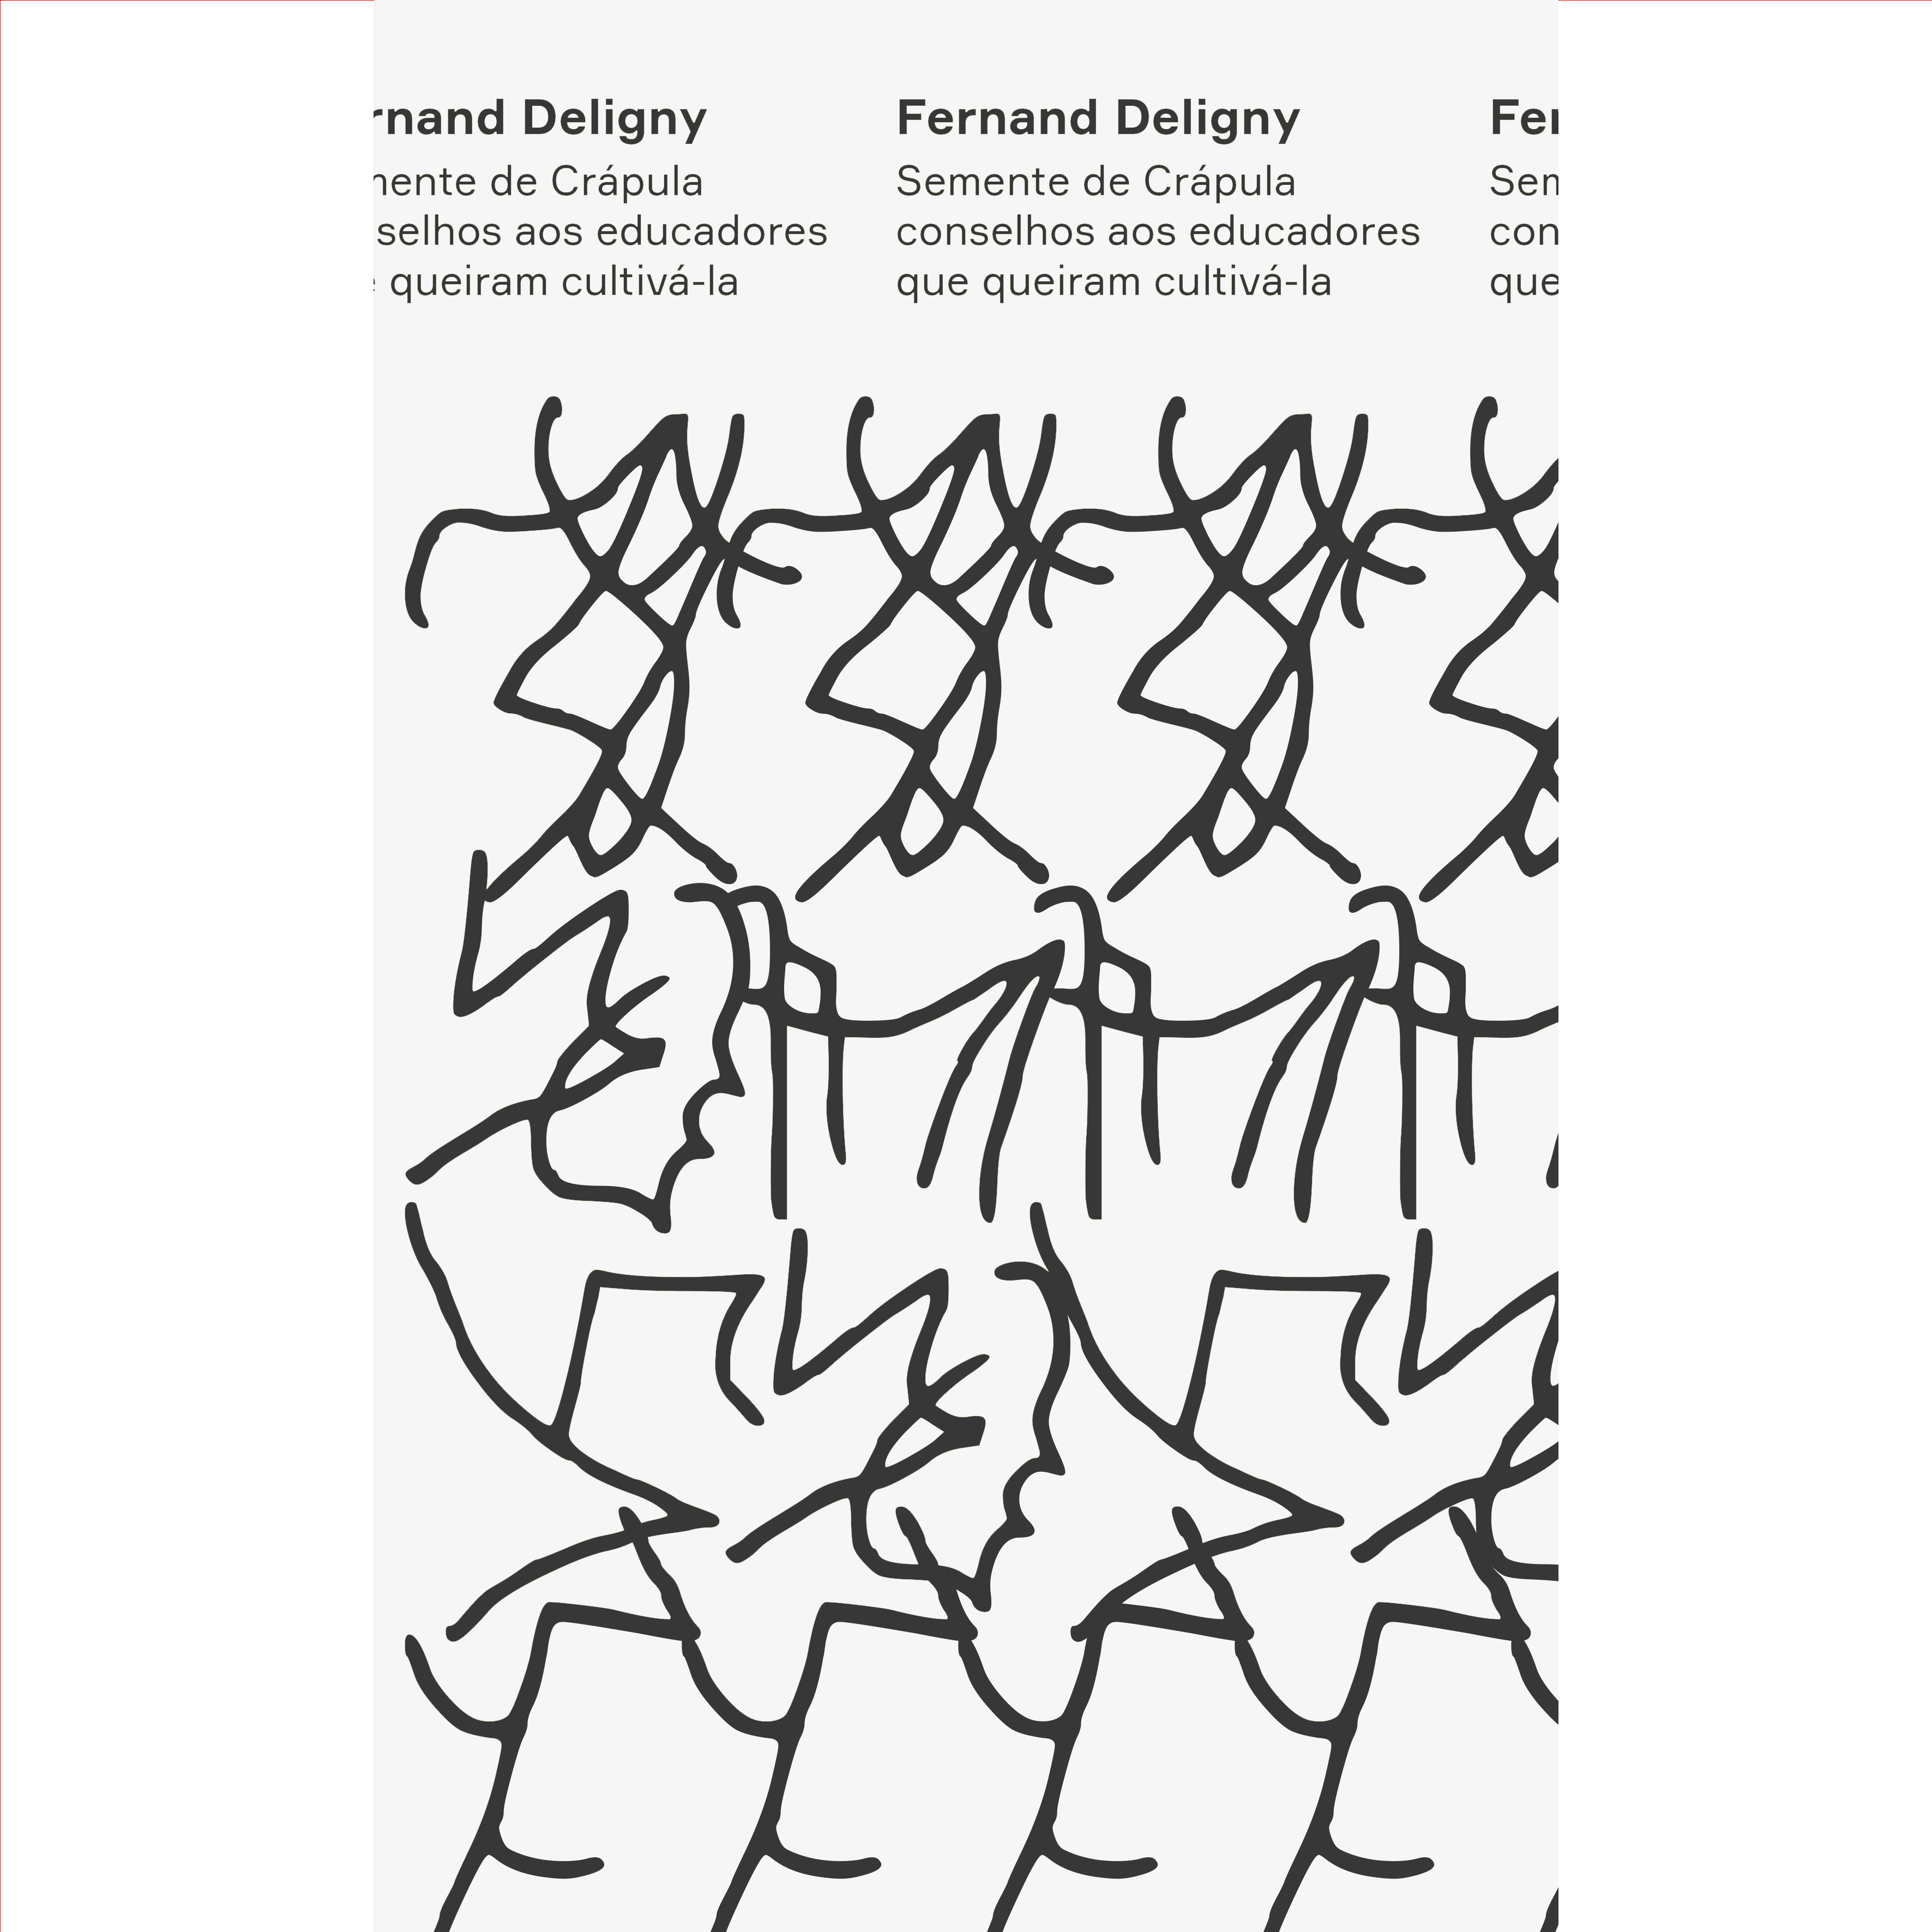 rnand Deligny
nente de Crápula
selhos aos educadores
queiram cultivá-la
Fernand Deligny
Semente de Crápula
conselhos aos educadores
que queiram cultivá-la
Fer
Sem
con
que